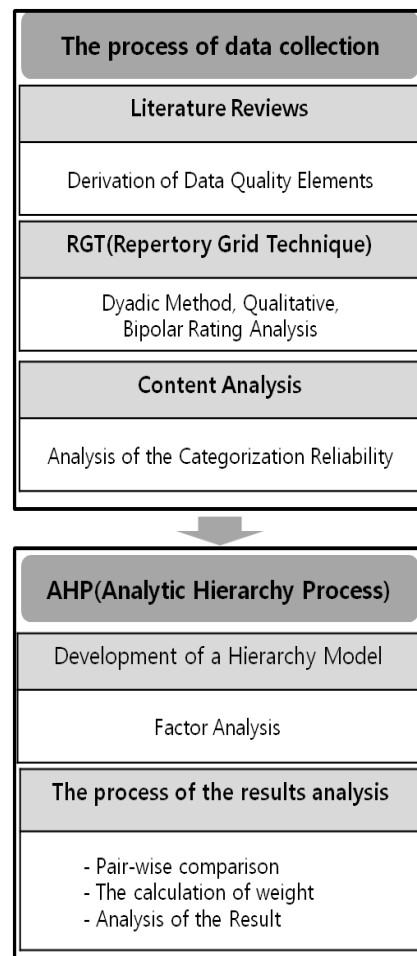 The process of data collection
Literature Reviews
Derivation of Data Quality Elements
RGT(Repertory Grid Technique)
Dyadic Method, Qualitative,
Bipolar Rating Analysis
Content Analysis
Analysis of the Categorization Reliability
AHP(Analytic Hierarchy Process)
Development of a Hierarchy Model
Factor Analysis
The process of the results analysis
- Pair-wise comparison
- The calculation of weight
- Analysis of the Result